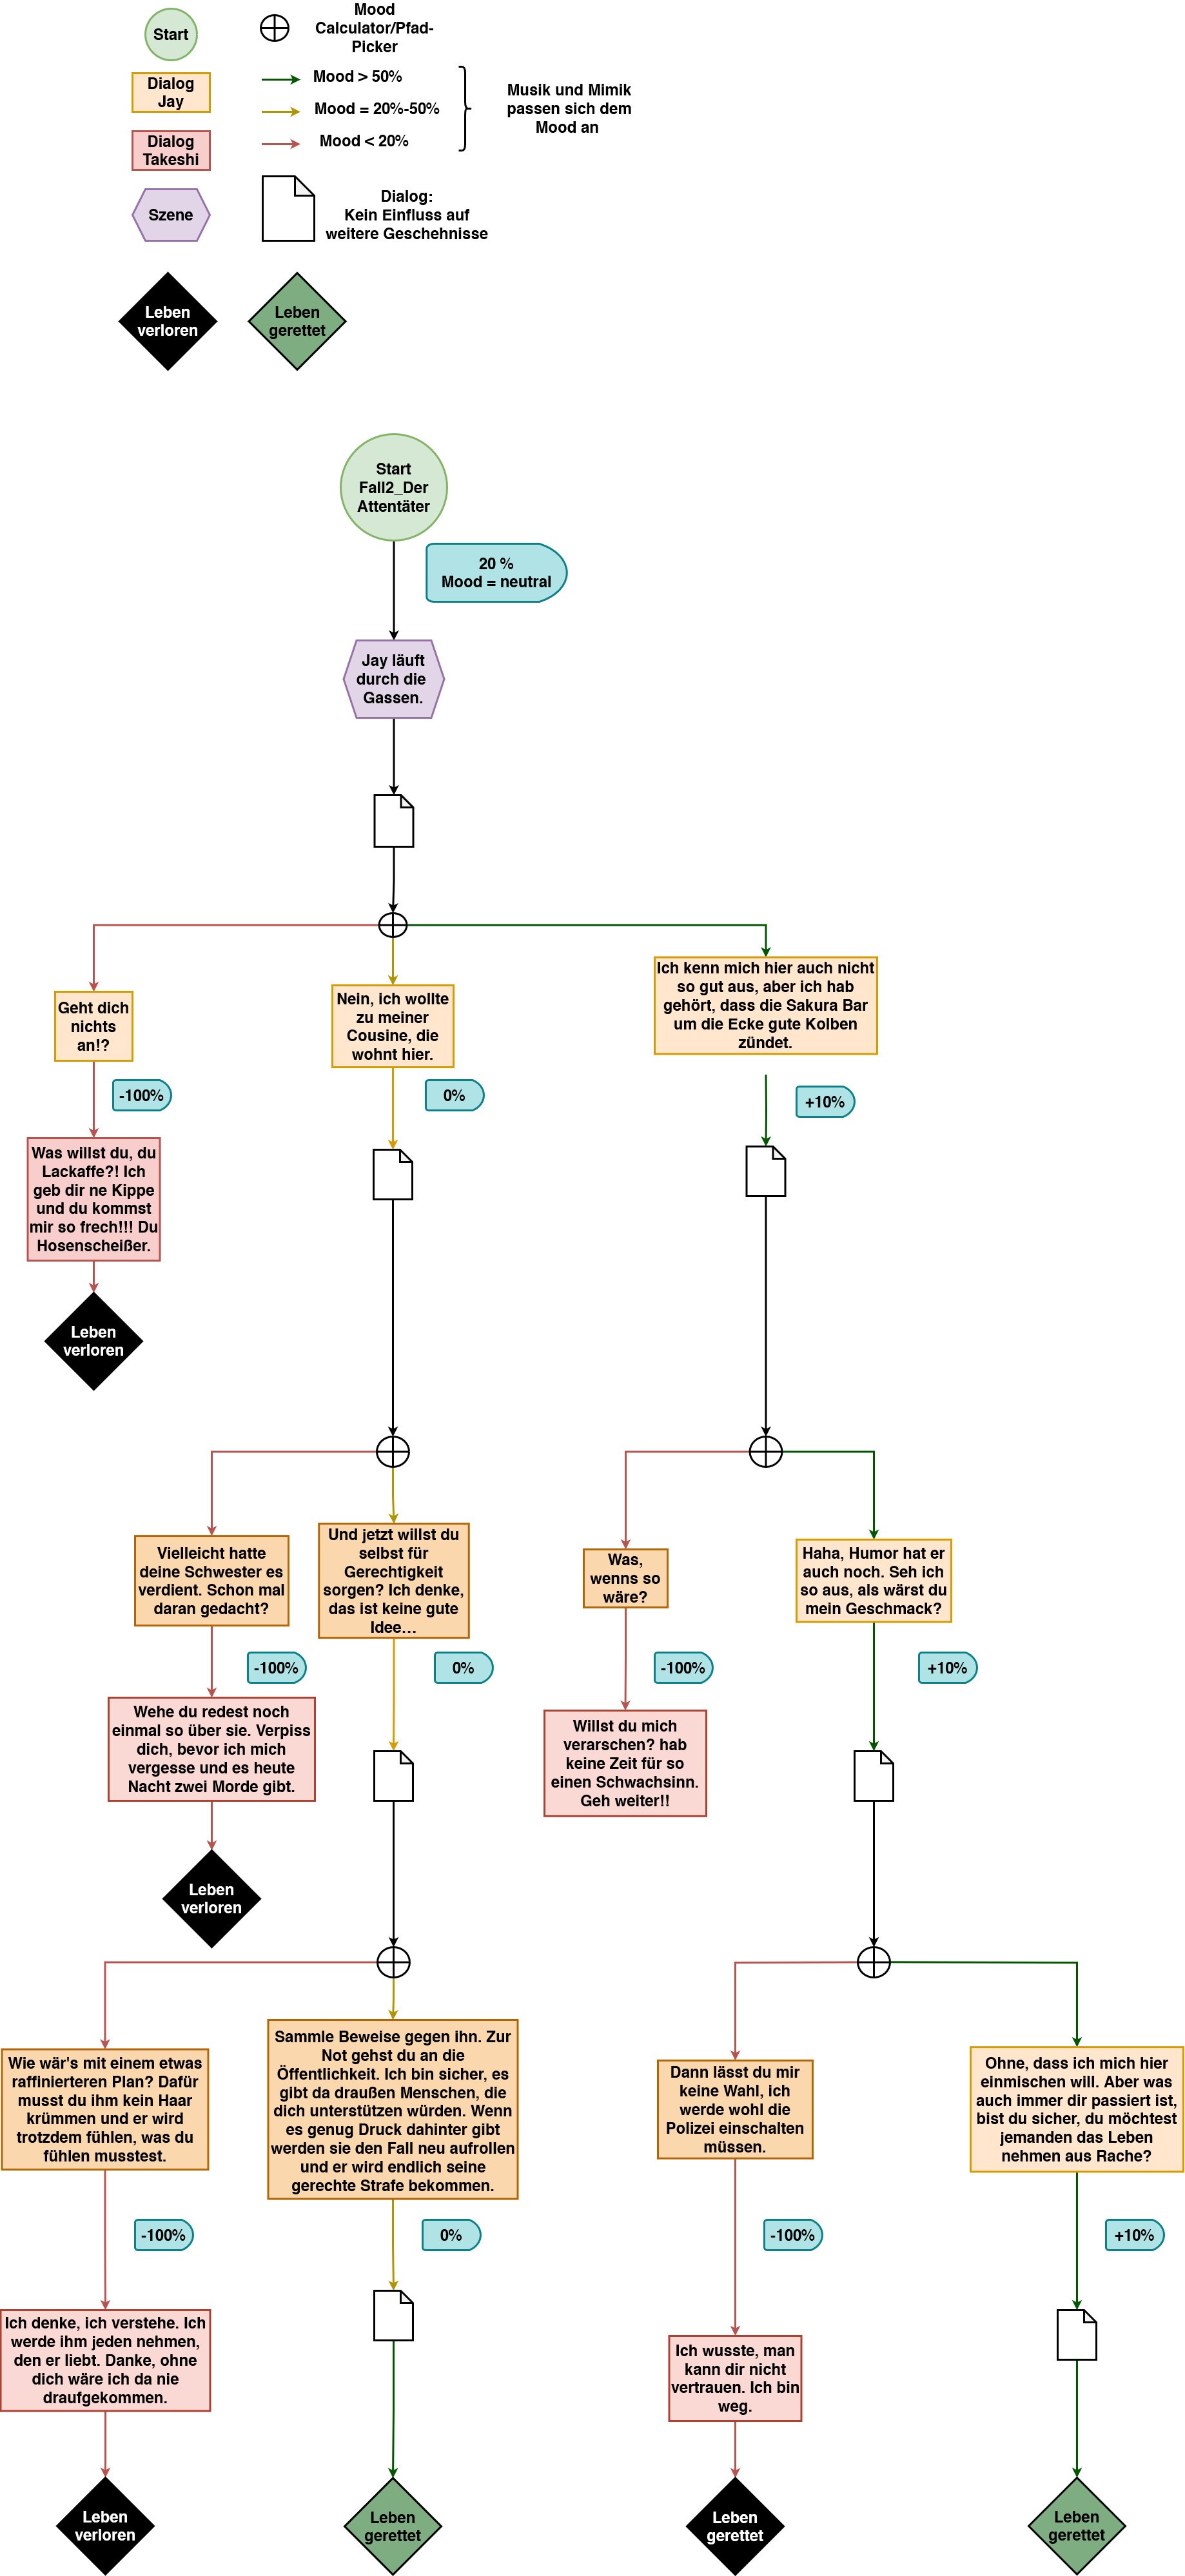 Start
Mood
Calculator/Pfad-
Picker
Dialog
Jay
Mood > 50%
Mood = 20%-50%
Mood < 20%
Musik und Mimik
passen sich dem
Mood an
Dialog
Takeshi
Szene
Dialog:
Kein Einfluss auf
weitere Geschehnisse
Leben
verloren
Leben
gerettet
Start
Fall2_Der
Attentäter
20 %
Mood = neutral
Jay läuft
durch die
Gassen.
Geht dich
nichts
an!?
Nein, ich wollte
zu meiner
Cousine, die
wohnt hier.
Ich kenn mich hier auch nicht
so gut aus, aber ich hab
gehört, dass die Sakura Bar
um die Ecke gute Kolben
zündet.
-100%
0%
+10%
Was willst du, du
Lackaffe?! Ich
geb dir ne Kippe
und du kommst
mir so frech!!! Du
Hosenscheißer.
Leben
verloren
Vielleicht hatte
deine Schwester es
verdient. Schon mal
daran gedacht?
Und jetzt willst du
selbst für
Gerechtigkeit
sorgen? Ich denke,
das ist keine gute
Idee...
Was,
wenns so
wäre?
Haha, Humor hat er
auch noch. Seh ich
so aus, als wärst du
mein Geschmack?
-100%
0%
-100%
+10%
Wehe du redest noch
einmal so über sie. Verpiss
dich, bevor ich mich
vergesse und es heute
Nacht zwei Morde gibt.
Willst du mich
verarschen? hab
keine Zeit für so
einen Schwachsinn.
Geh weiter!!
Leben
verloren
Wie wär's mit einem etwas
raffinierteren Plan? Dafür
musst du ihm kein Haar
krümmen und er wird
trotzdem fühlen, was du
fühlen musstest.
Sammle Beweise gegen ihn. Zur
Not gehst du an die
Öffentlichkeit. Ich bin sicher, es
gibt da draußen Menschen, die
dich unterstützen würden. Wenn
es genug Druck dahinter gibt
werden sie den Fall neu aufrollen
und er wird endlich seine
gerechte Strafe bekommen.
Dann lässt du mir
keine Wahl, ich
werde wohl die
Polizei einschalten
müssen.
Ohne, dass ich mich hier
einmischen will. Aber was
auch immer dir passiert ist,
bist du sicher, du möchtest
jemanden das Leben
nehmen aus Rache?
-100%
0%
-100%
+10%
Ich denke, ich verstehe. Ich
werde ihm jeden nehmen,
den er liebt. Danke, ohne
dich wäre ich da nie
draufgekommen.
Ich wusste, man
kann dir nicht
vertrauen. Ich bin
weg.
Leben
verloren
Leben
gerettet
Leben
gerettet
Leben
gerettet